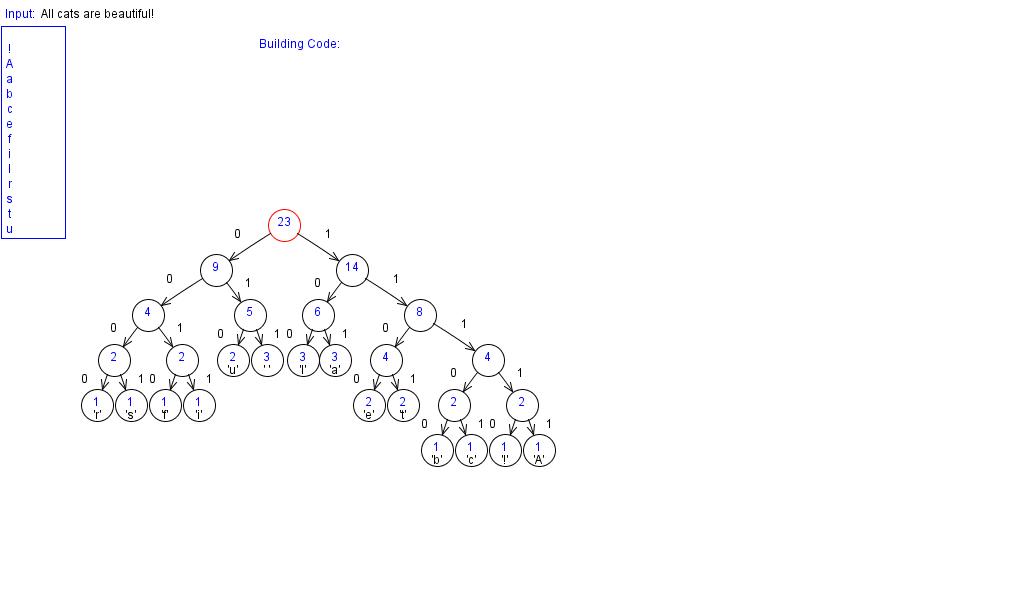 Input: All cats are beautiful!
Building Code:
!
A
a
b
c
e
f
i
l
r
s
t
u
23
0 1
9 14
0 1 0 1
4 5 6 8
0 1 0 1 0 1 0 1
2 2 2 3 3 3 4 4
'u' ' ' 'l' 'a'
0 1 0 1 0 1 0 1
1 1 1 1 2 2 2 2
'r' 's' 'f' 'i' 'e' 't'
0 1 0 1
1 1 1 1
'b' 'c' '!' 'A'